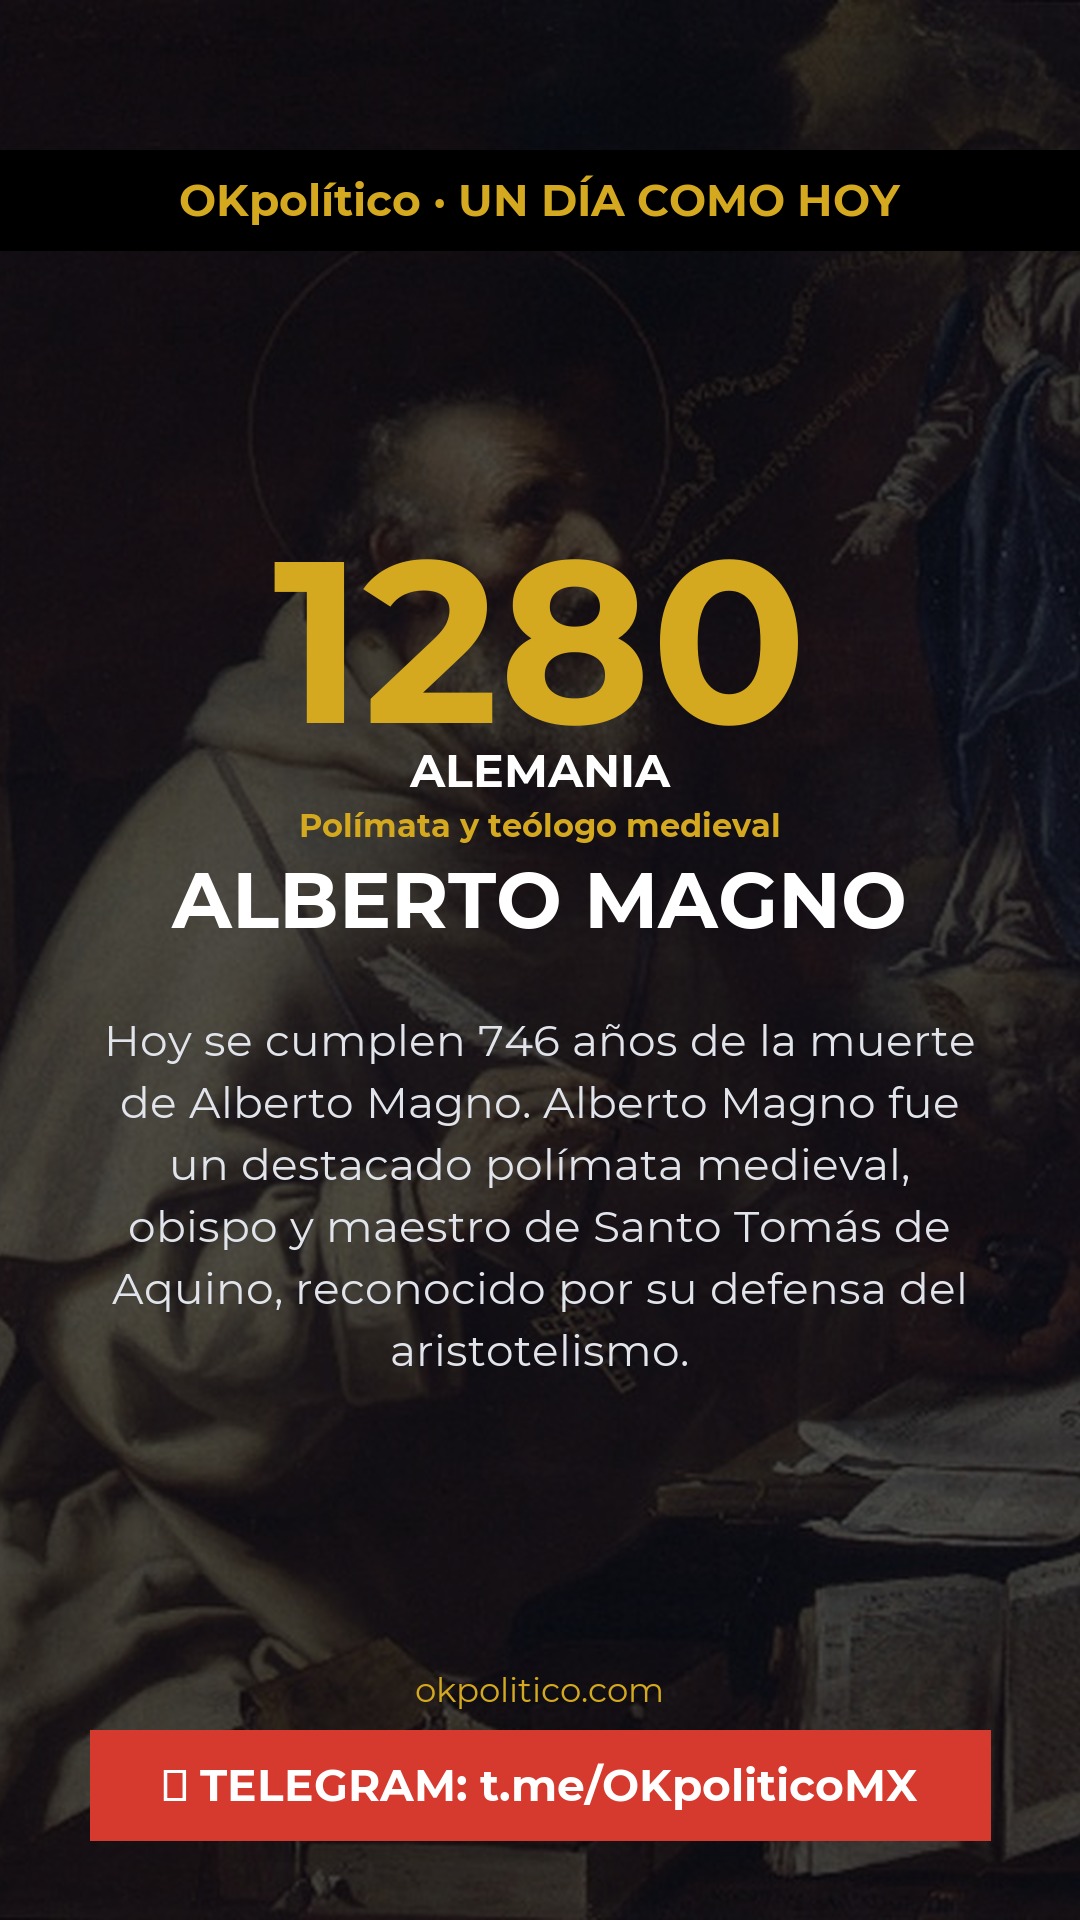 OKpolítico · UN DÍA COMO HOY
1280
ALEMANIA
Polímata y teólogo medieval
ALBERTO MAGNO
Hoy se cumplen 746 años de la muerte
de Alberto Magno. Alberto Magno fue
un destacado polímata medieval,
obispo y maestro de Santo Tomás de
Aquino, reconocido por su defensa del
aristotelismo.
okpolitico.com
TELEGRAM: t.me/OKpoliticoMX